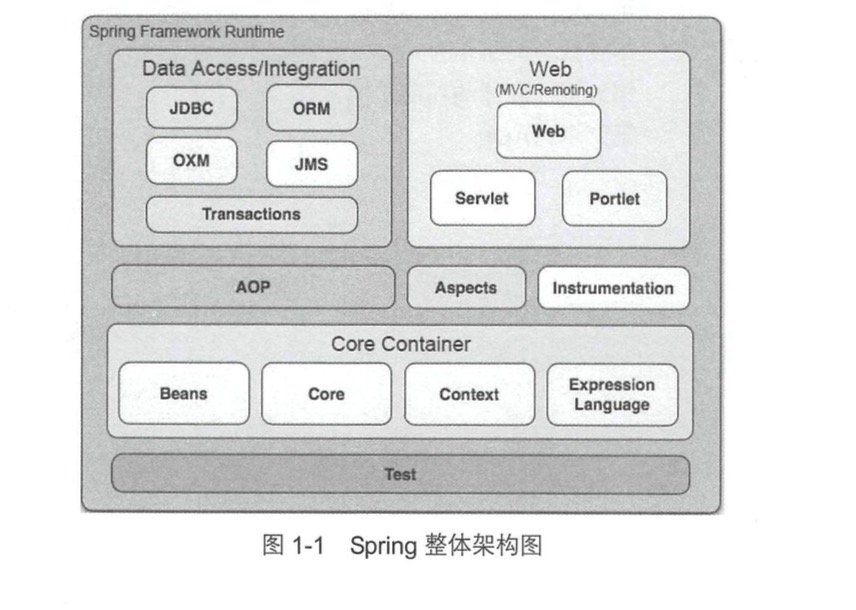 Spring Framework Runtime
Data Access/Integration
JDBC
ORM
OXM
JMS
Transactions
Web
(MVC/Remoting)
Web
Servlet
Portlet
AOP
Aspects
Instrumentation
Core Container
Beans
Core
Context
Expression
Language
Test
图 1-1 Spring 整体架构图